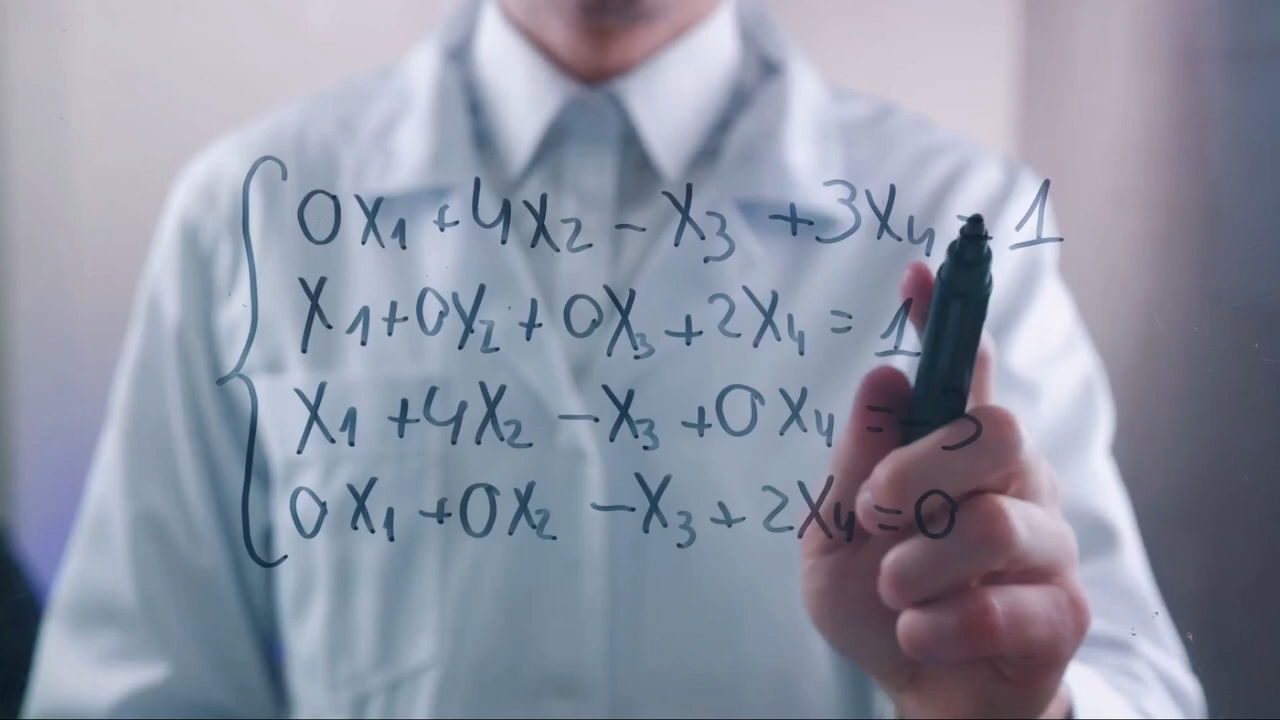 0x₁ + 4x₂ - x₃ + 3x₄ = 1
x₁ + 0x₂ + 0x₃ + 2x₄ = 1
x₁ + 4x₂ - x₃ + 0x₄ =
0x₁ + 0x₂ - x₃ + 2x₄ = 0